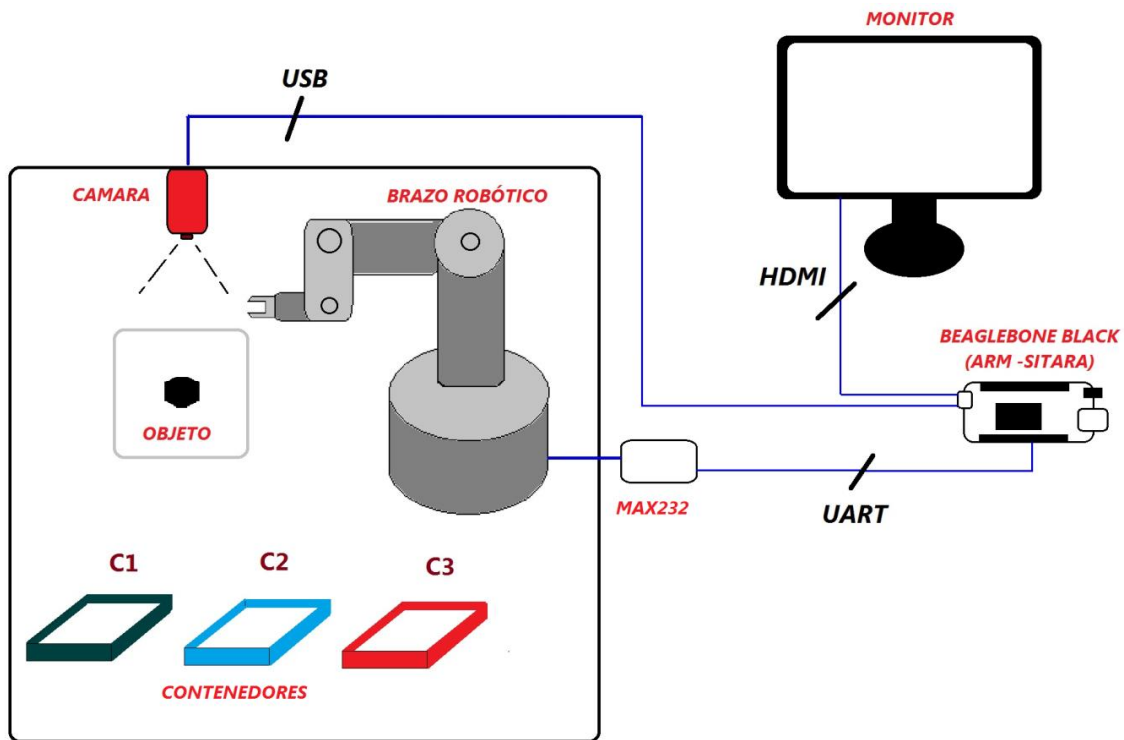 MONITOR
USB
CAMARA
BRAZO ROBÓTICO
HDMI
BEAGLEBONE BLACK
(ARM -SITARA)
OBJETO
MAX232
UART
C1
C2
C3
CONTENEDORES